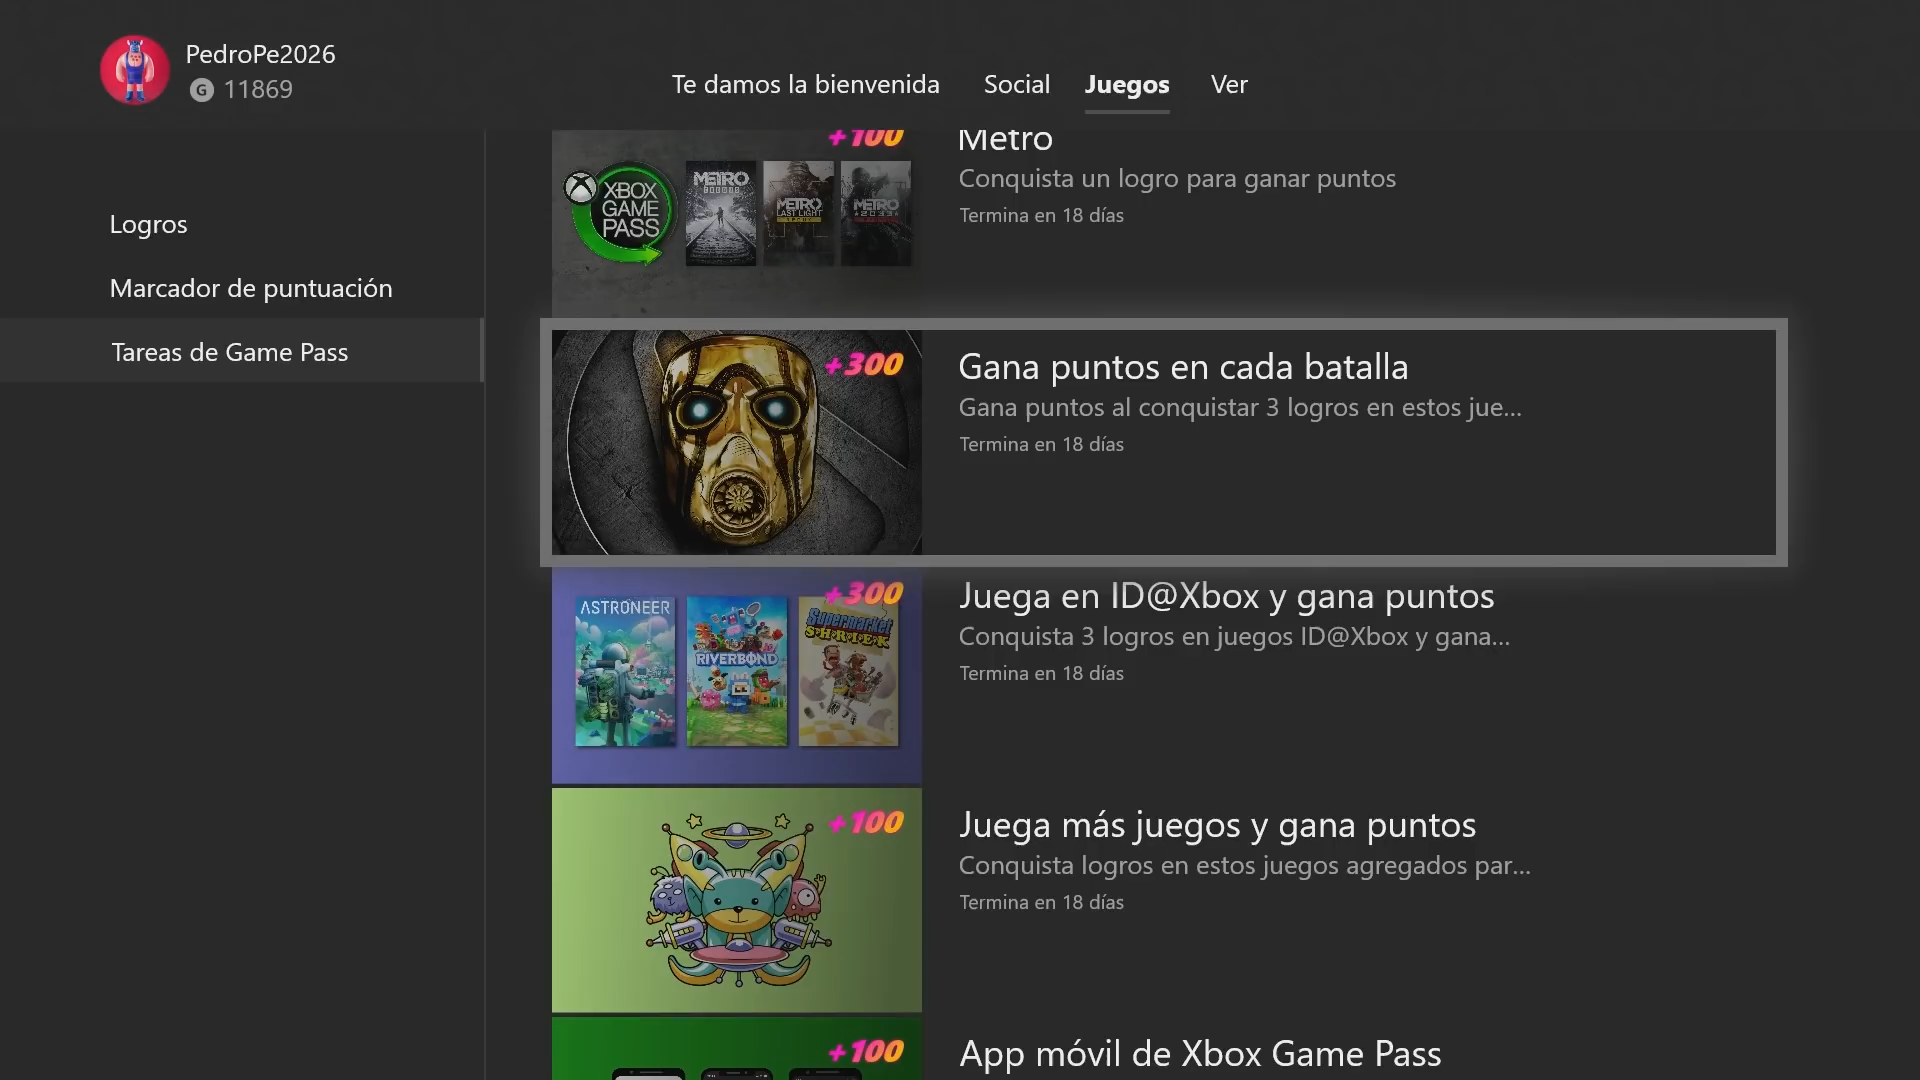 PedroPe2026
G 11869
Te damos la bienvenida
Social
Juegos
Ver
Logros
Marcador de puntuación
Tareas de Game Pass
+100
XBOX
GAME
PASS
METRO
EXODUS
METRO
LAST LIGHT
METRO
2033
Metro
Conquista un logro para ganar puntos
Termina en 18 días
+300
Gana puntos en cada batalla
Gana puntos al conquistar 3 logros en estos jue...
Termina en 18 días
+300
ASTRONEER
RIVERBOND
Supermarket
SHRIEK
Juega en ID@Xbox y gana puntos
Conquista 3 logros en juegos ID@Xbox y gana...
Termina en 18 días
+100
Juega más juegos y gana puntos
Conquista logros en estos juegos agregados par...
Termina en 18 días
+100
App móvil de Xbox Game Pass